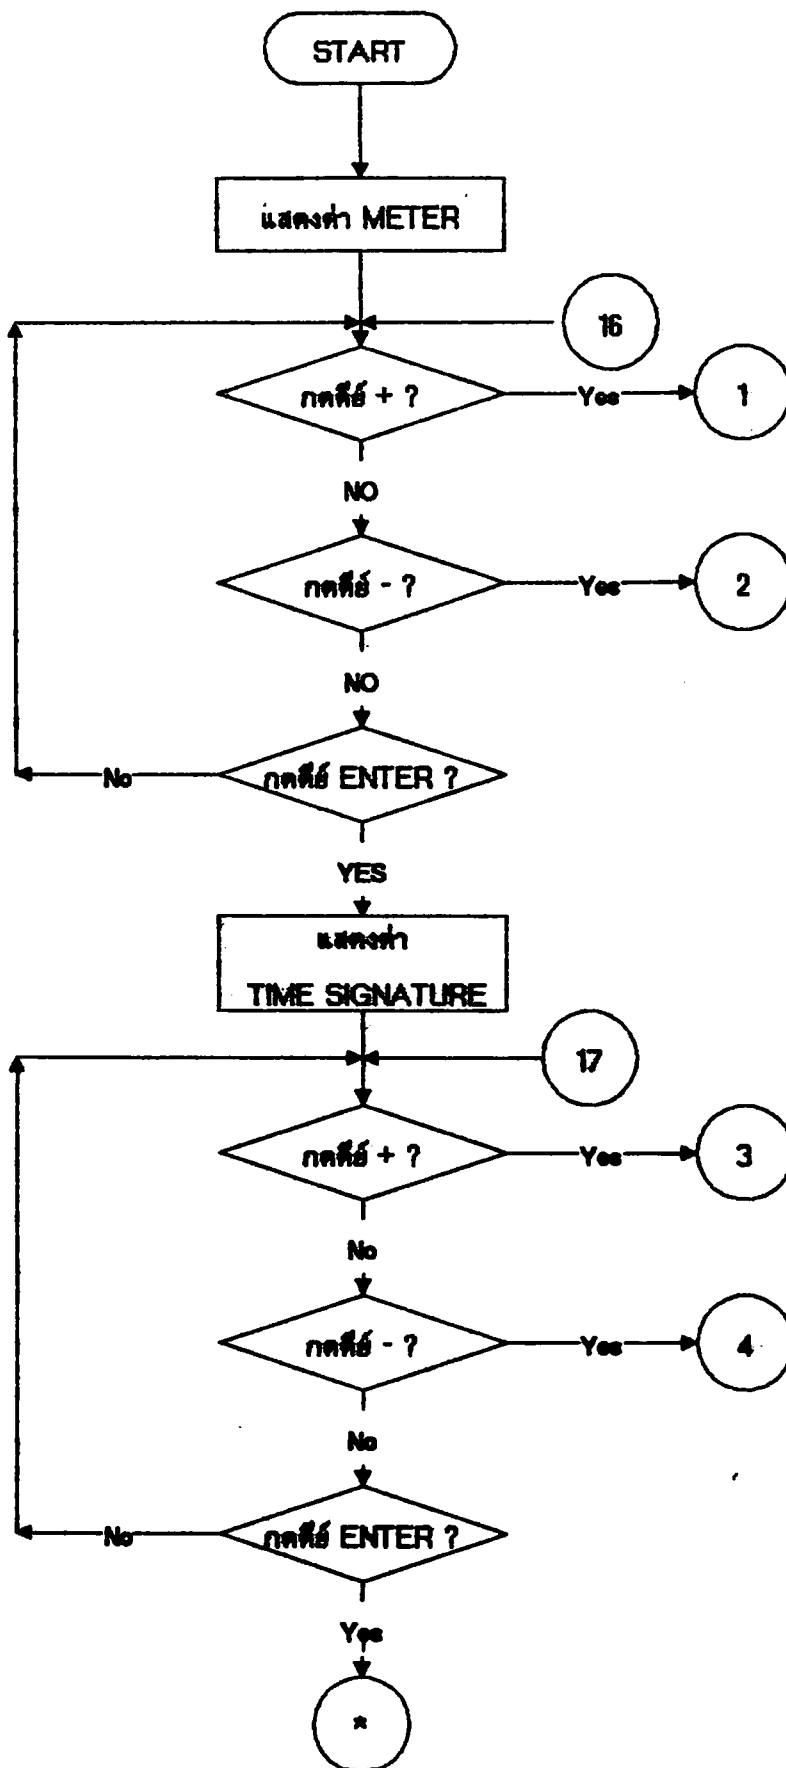 START
แสดงค่า METER
16
กดคีย์ + ?
Yes
1
NO
กดคีย์ - ?
Yes
2
NO
กดคีย์ ENTER ?
No
YES
แสดงค่า
TIME SIGNATURE
17
กดคีย์ + ?
Yes
3
No
กดคีย์ - ?
Yes
4
No
กดคีย์ ENTER ?
No
Yes
*